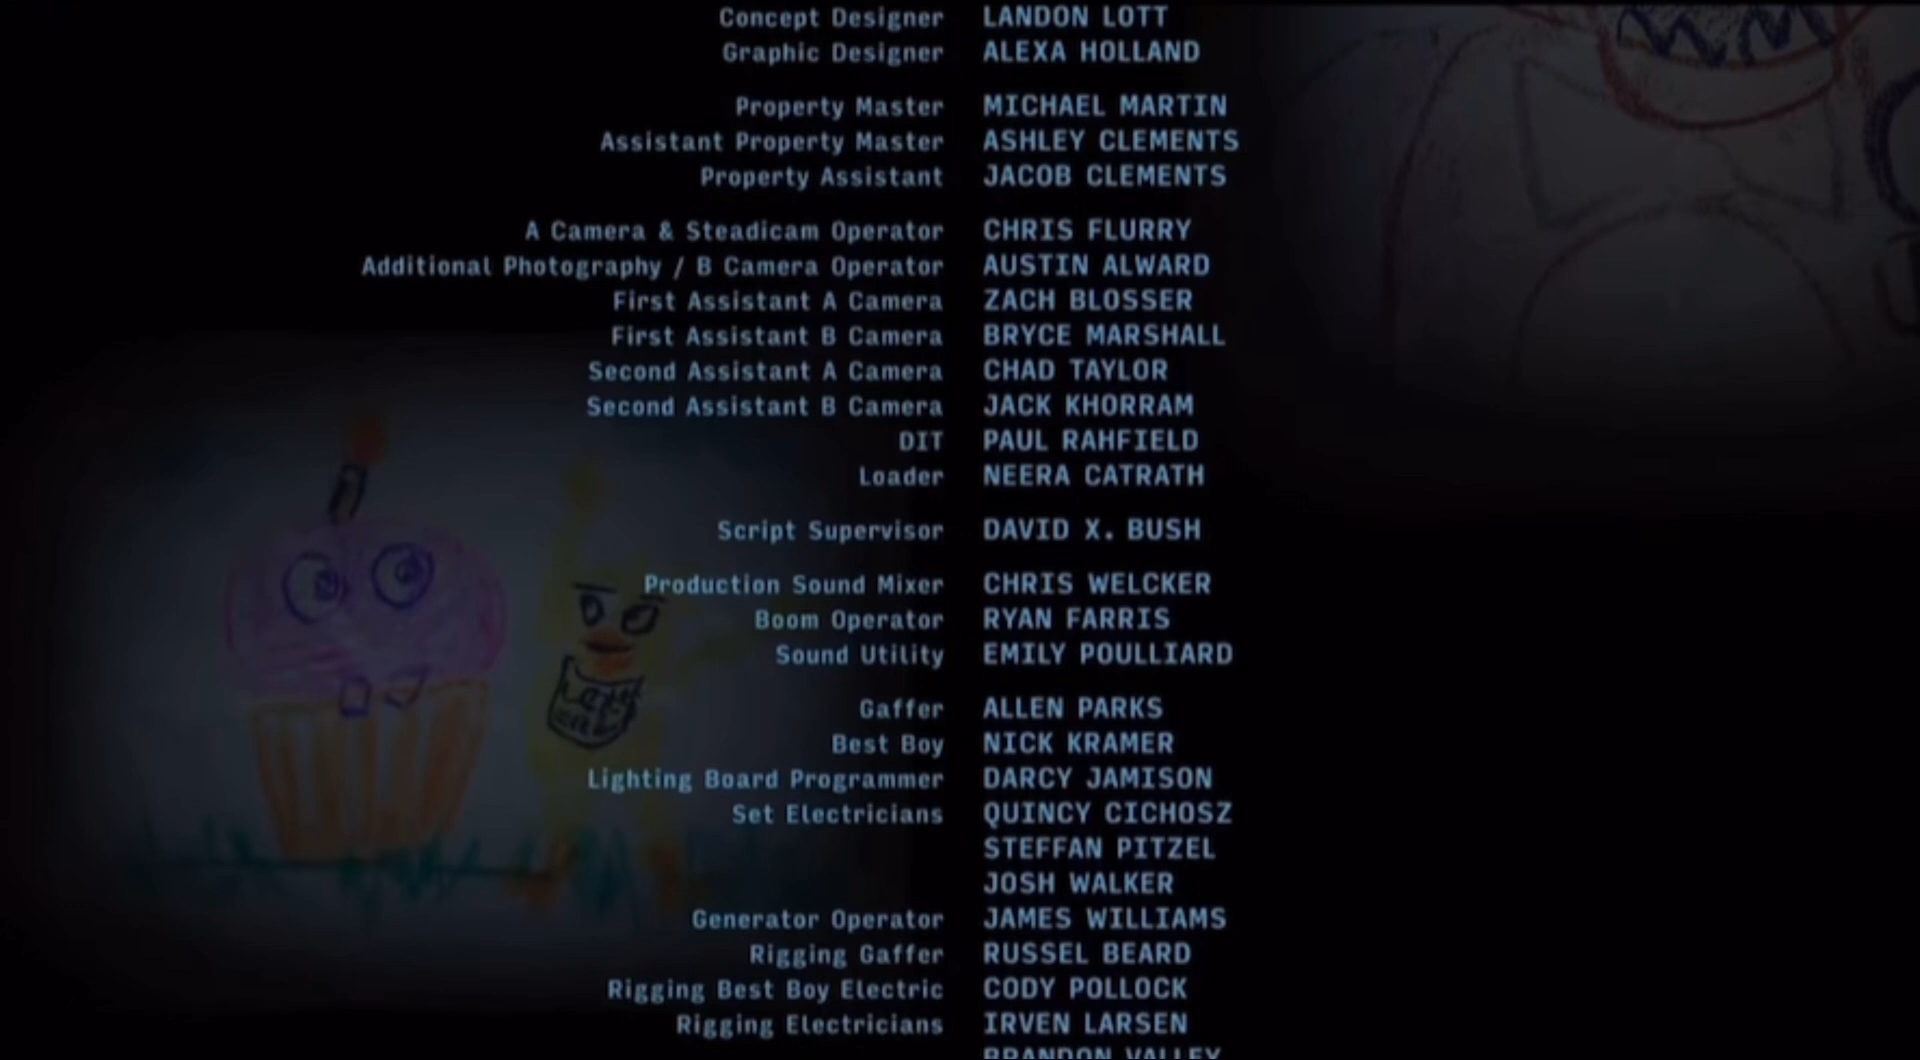 Concept Designer LANDON LOTT
Graphic Designer ALEXA HOLLAND
Property Master MICHAEL MARTIN
Assistant Property Master ASHLEY CLEMENTS
Property Assistant JACOB CLEMENTS
A Camera & Steadicam Operator CHRIS FLURRY
Additional Photography / B Camera Operator AUSTIN ALWARD
First Assistant A Camera ZACH BLOSSER
First Assistant B Camera BRYCE MARSHALL
Second Assistant A Camera CHAD TAYLOR
Second Assistant B Camera JACK KHORRAM
DIT PAUL RAHFIELD
Loader NEERA CATRATH
Script Supervisor DAVID X. BUSH
Production Sound Mixer CHRIS WELCKER
Boom Operator RYAN FARRIS
Sound Utility EMILY POULLIARD
Gaffer ALLEN PARKS
Best Boy NICK KRAMER
Lighting Board Programmer DARCY JAMISON
Set Electricians QUINCY CICHOSZ
STEFFAN PITZEL
JOSH WALKER
Generator Operator JAMES WILLIAMS
Rigging Gaffer RUSSEL BEARD
Rigging Best Boy Electric CODY POLLOCK
Rigging Electricians IRVEN LARSEN
BRANDON VALLEY